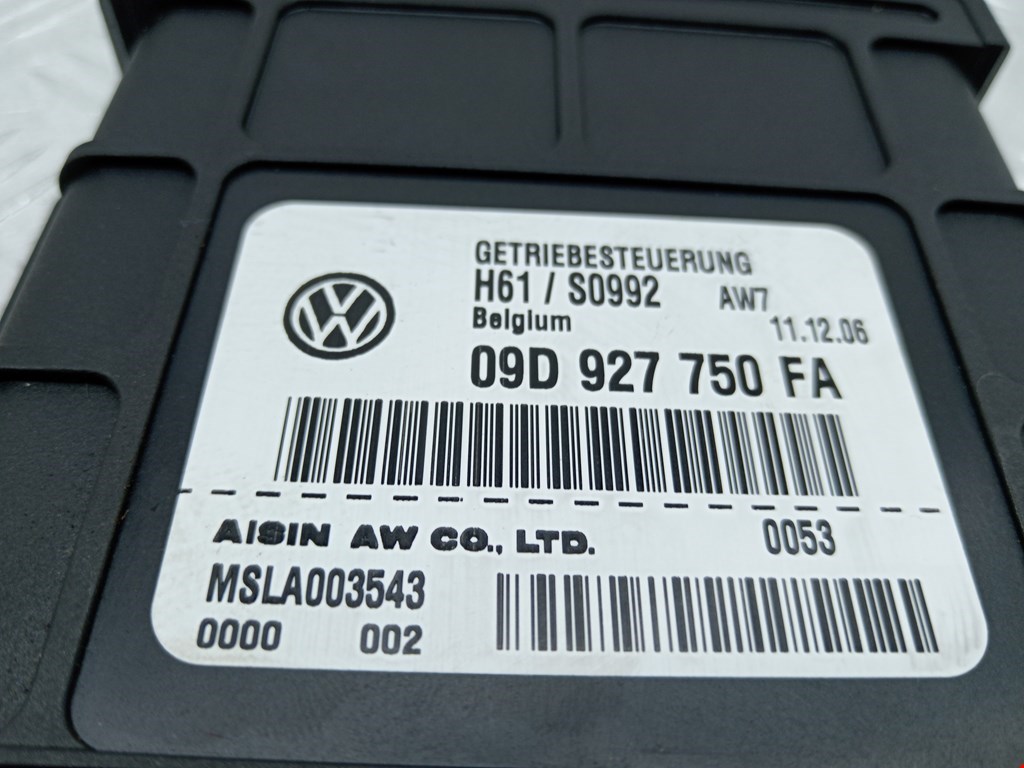 GETRIEBESTEUERUNG
H61 / S0992 AW7
Belgium 11.12.06
09D 927 750 FA
AISIN AW CO., LTD. 0053
MSLA003543
0000 002